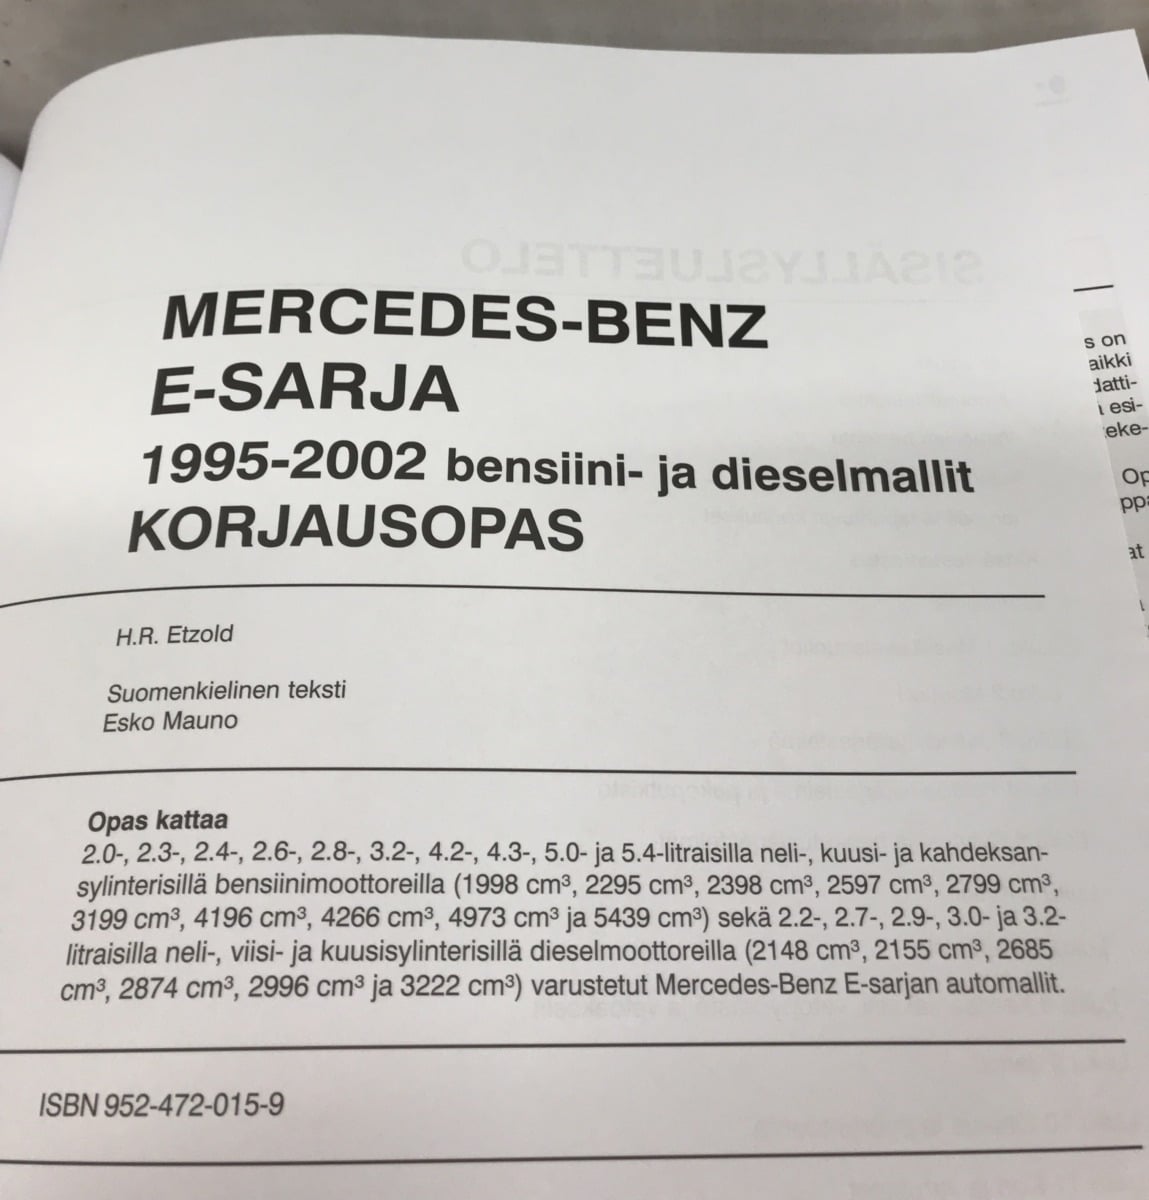 MERCEDES-BENZ
E-SARJA
1995-2002 bensiini- ja dieselmallit
KORJAUSOPAS
H.R. Etzold
Suomenkielinen teksti
Esko Mauno
Opas kattaa
2.0-, 2.3-, 2.4-, 2.6-, 2.8-, 3.2-, 4.2-, 4.3-, 5.0- ja 5.4-litraisilla neli-, kuusi- ja kahdeksan-
sylinterisillä bensiinimoottoreilla (1998 cm³, 2295 cm³, 2398 cm³, 2597 cm³, 2799 cm³,
3199 cm³, 4196 cm³, 4266 cm³, 4973 cm³ ja 5439 cm³) sekä 2.2-, 2.7-, 2.9-, 3.0- ja 3.2-
litraisilla neli-, viisi- ja kuusisylinterisillä dieselmoottoreilla (2148 cm³, 2155 cm³, 2685
cm³, 2874 cm³, 2996 cm³ ja 3222 cm³) varustetut Mercedes-Benz E-sarjan automallit.
ISBN 952-472-015-9
SISÄLLYSLUETTELO
s on
aikki
esi-
eke-